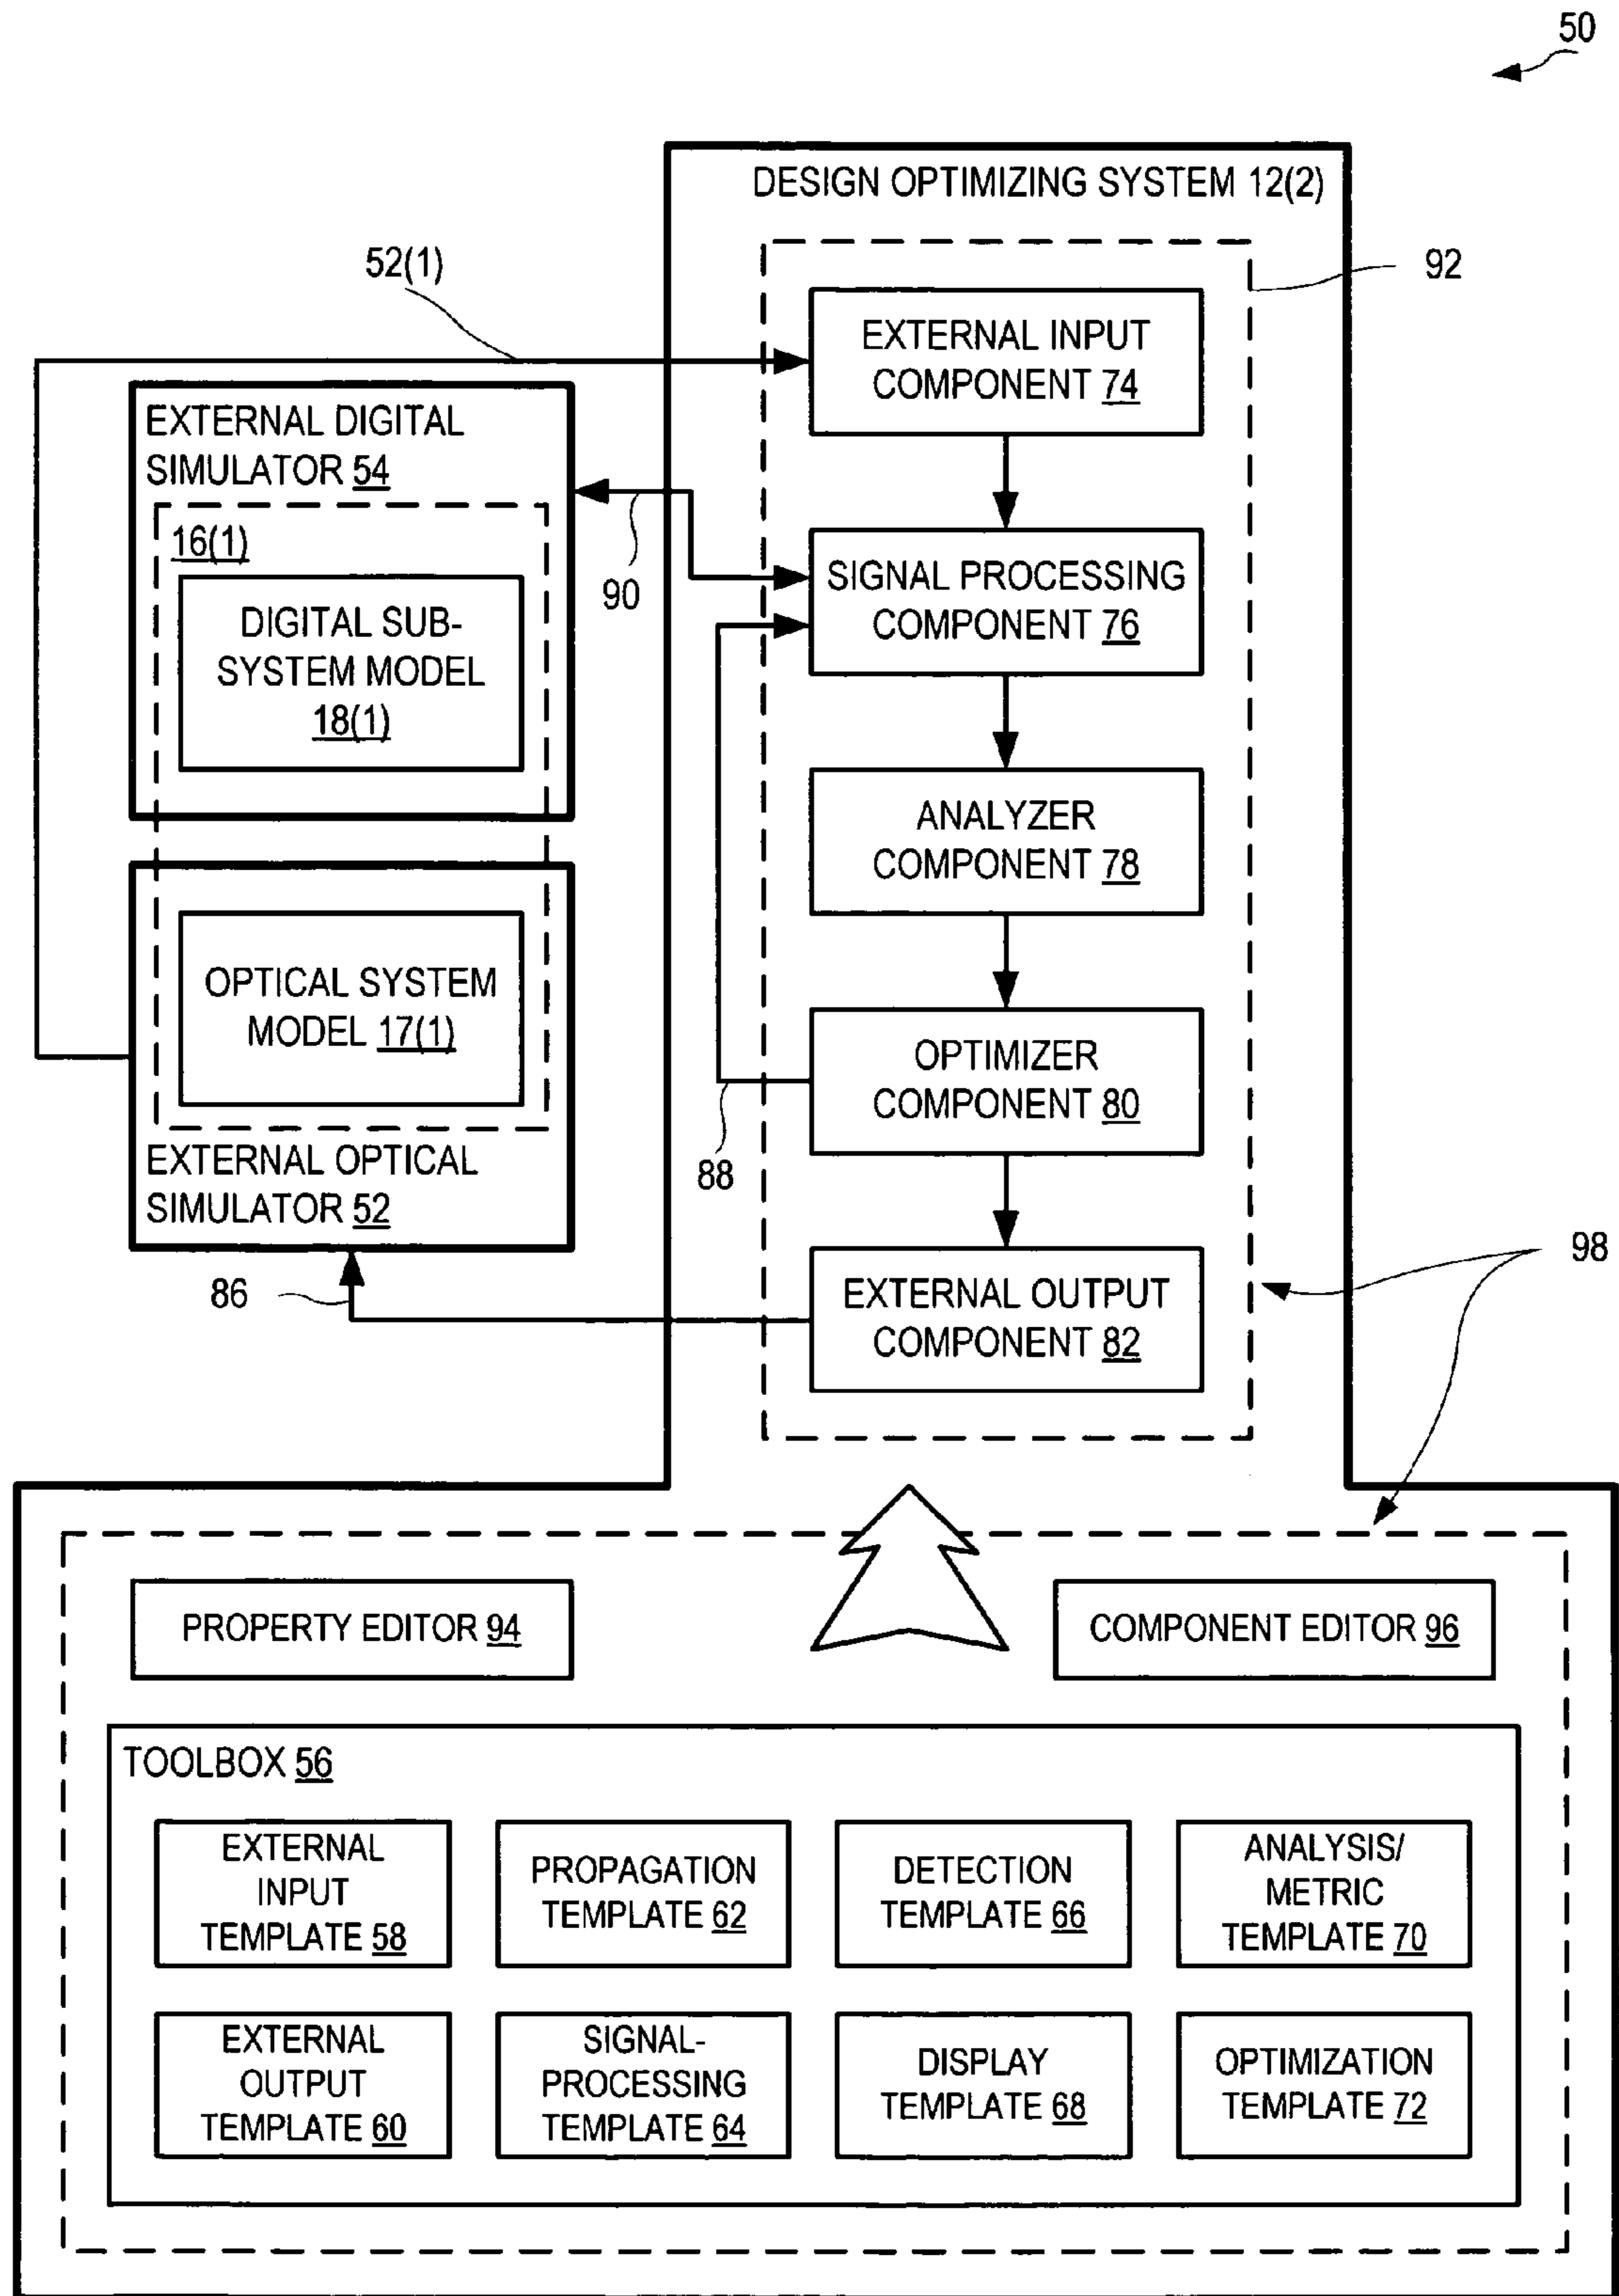 50
DESIGN OPTIMIZING SYSTEM 12(2)
52(1)
92
EXTERNAL INPUT
COMPONENT 74
EXTERNAL DIGITAL
SIMULATOR 54
16(1)
DIGITAL SUB-
SYSTEM MODEL
18(1)
90
SIGNAL PROCESSING
COMPONENT 76
ANALYZER
COMPONENT 78
OPTICAL SYSTEM
MODEL 17(1)
OPTIMIZER
COMPONENT 80
88
EXTERNAL OPTICAL
SIMULATOR 52
86
EXTERNAL OUTPUT
COMPONENT 82
98
PROPERTY EDITOR 94
COMPONENT EDITOR 96
TOOLBOX 56
EXTERNAL
INPUT
TEMPLATE 58
PROPAGATION
TEMPLATE 62
DETECTION
TEMPLATE 66
ANALYSIS/
METRIC
TEMPLATE 70
EXTERNAL
OUTPUT
TEMPLATE 60
SIGNAL-
PROCESSING
TEMPLATE 64
DISPLAY
TEMPLATE 68
OPTIMIZATION
TEMPLATE 72